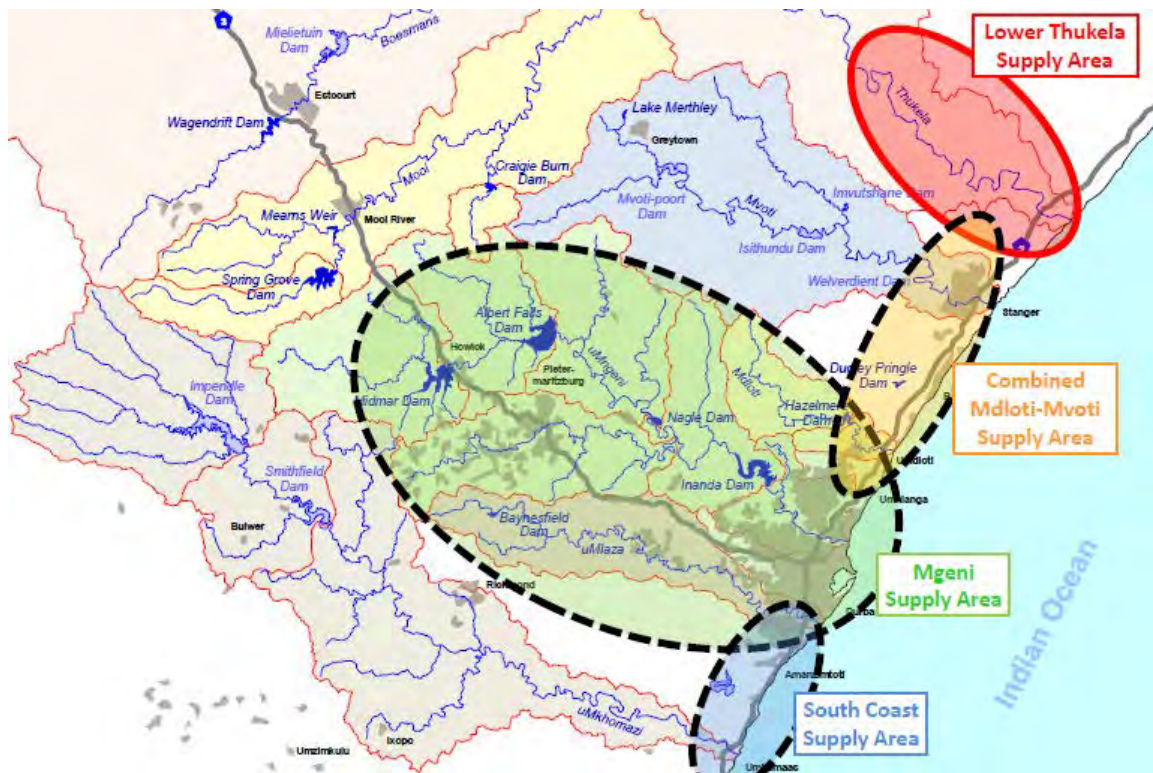 Lower Thukela
Supply Area
Mielietuin
Dam
Boesmans
Estcourt
Wagendrift Dam
Thukela
Lake Merthley
Greytown
Craigie Burn
Dam
Mooi
Mearns Weir
Mooi River
Mvoti-poort
Dam
Mvoti
Imvutshane Dam
Isithundu Dam
Spring Grove
Dam
Welverdient Dam
Stanger
Albert Falls
Dam
Howick
Pieter-
maritzburg
uMngeni
Mdloti
Dudley Pringle
Dam
Combined
Mdloti-Mvoti
Supply Area
Impendle
Dam
Midmar Dam
Nagle Dam
Hazelmere
Dam
Umdloti
Smithfield
Dam
Inanda Dam
Umhlanga
Bulwer
Baynesfield
Dam
uMlaza
Richmond
Mgeni
Supply Area
Durba
Indian Ocean
Amanzimtoti
South Coast
Supply Area
uMkhomazi
Ixopo
Umzimkulu
Umkomaas